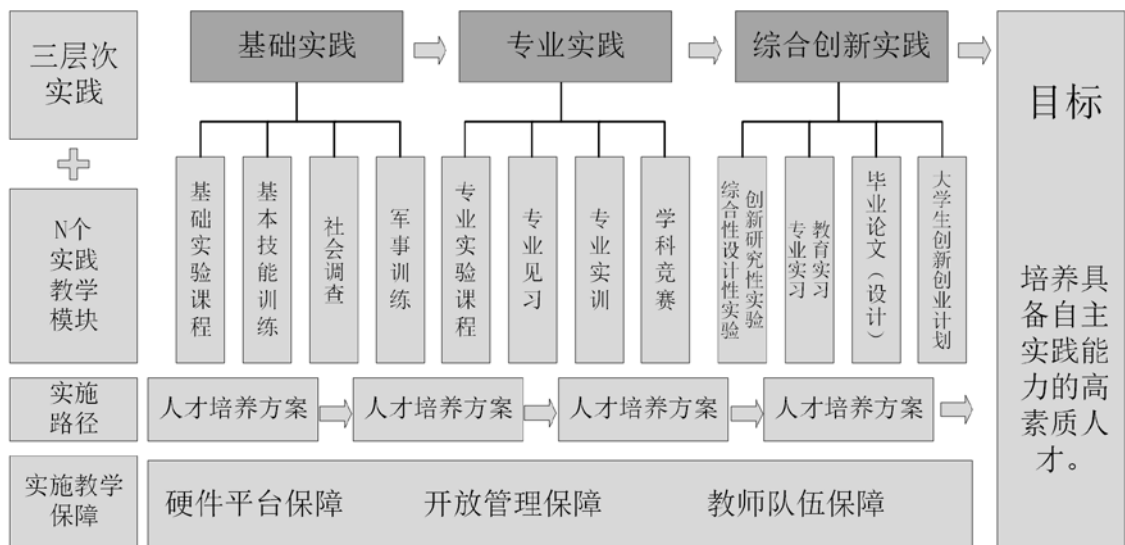 三层次
实践
基础实践
专业实践
综合创新实践
目标
N个
实践
教学
模块
基础实验课程
基本技能训练
社会调查
军事训练
专业实验课程
专业见习
专业实训
学科竞赛
创新研究性实验
综合性设计性实验
教育实习
专业实习
毕业论文（设计）
大学生创新创业计划
培养具
备自主
实践能
力的高
素质人
才。
实施
路径
人才培养方案
人才培养方案
人才培养方案
人才培养方案
实施教学
保障
硬件平台保障
开放管理保障
教师队伍保障